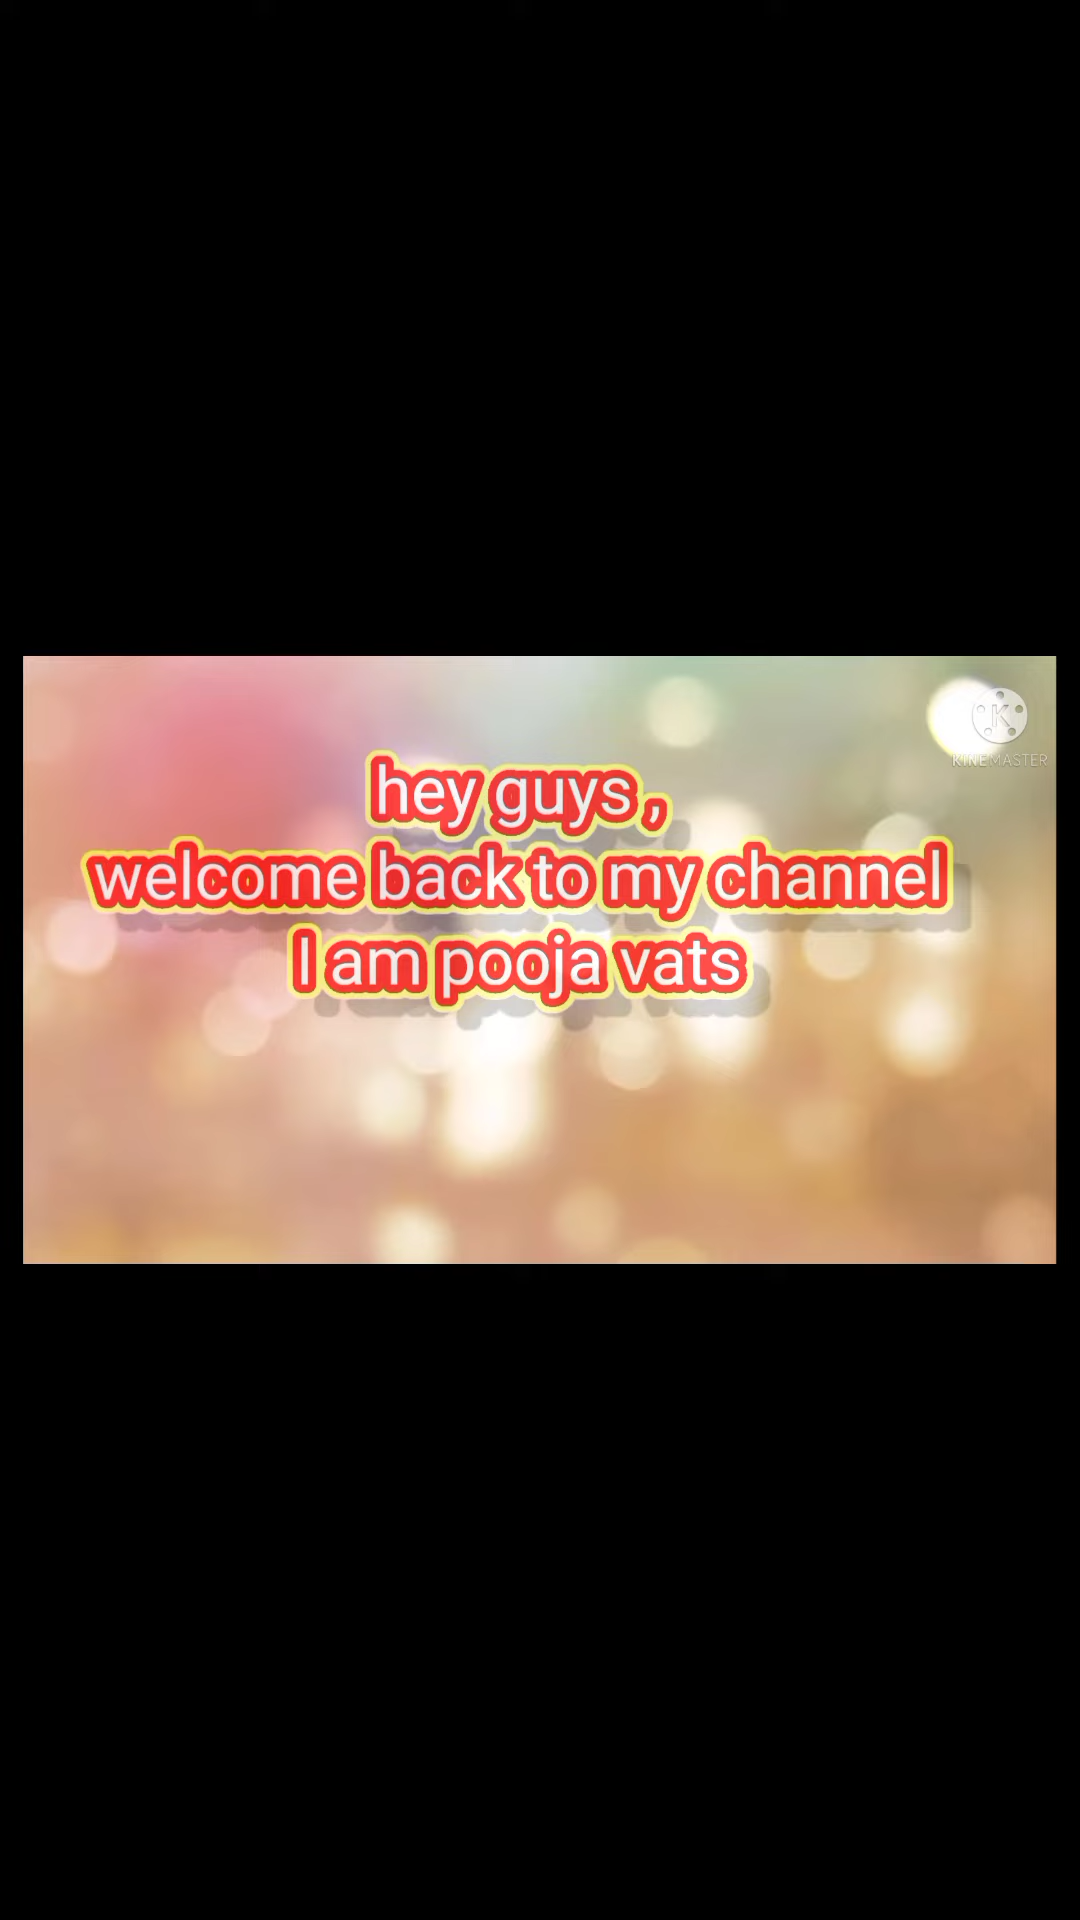 K
KINEMASTER
hey guys ,
welcome back to my channel
I am pooja vats